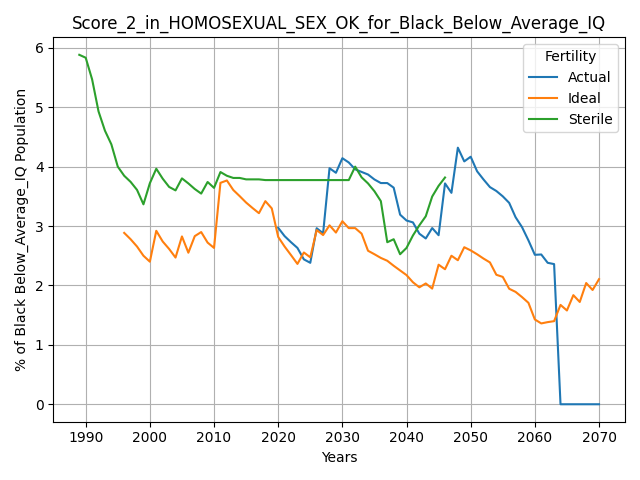 Score_2_in_HOMOSEXUAL_SEX_OK_for_Black_Below_Average_IQ
% of Black Below_Average_IQ Population
6
5
4
3
2
1
0
Fertility
Actual
Ideal
Sterile
1990 2000 2010 2020 2030 2040 2050 2060 2070
Years